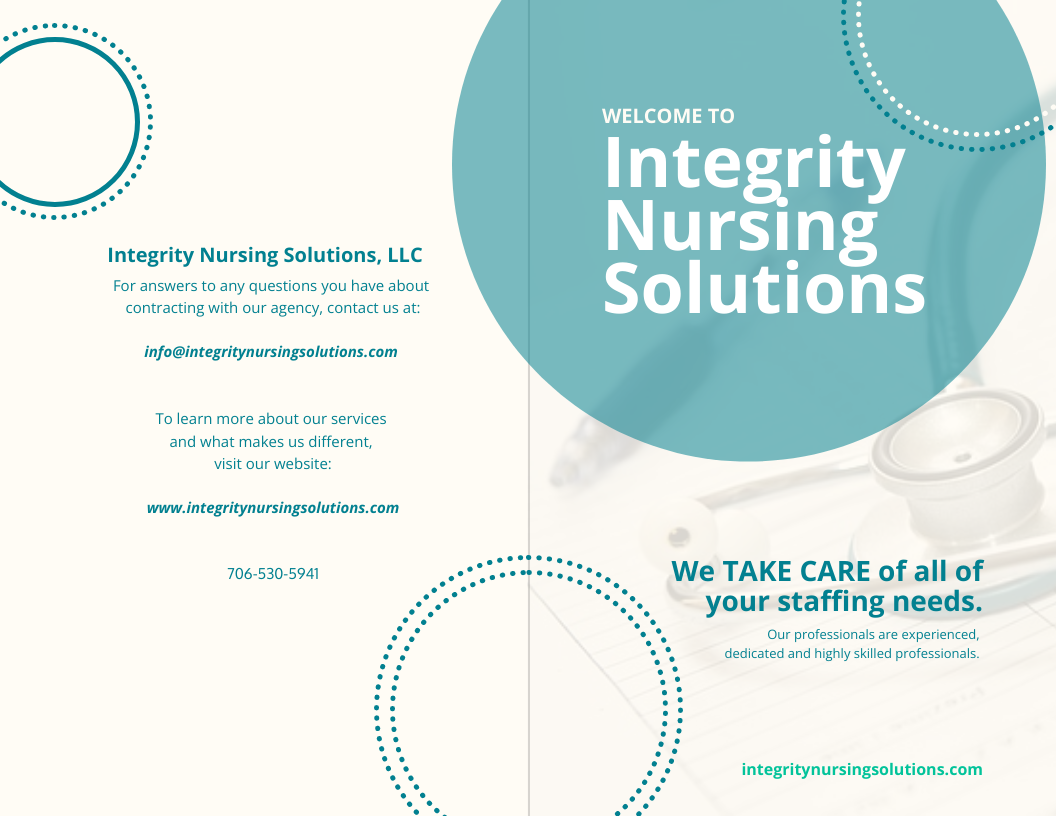 Integrity Nursing Solutions, LLC
For answers to any questions you have about
contracting with our agency, contact us at:
info@integritynursingsolutions.com
To learn more about our services
and what makes us different,
visit our website:
www.integritynursingsolutions.com
706-530-5941
WELCOME TO
Integrity
Nursing
Solutions
We TAKE CARE of all of
your staffing needs.
Our professionals are experienced,
dedicated and highly skilled professionals.
integritynursingsolutions.com